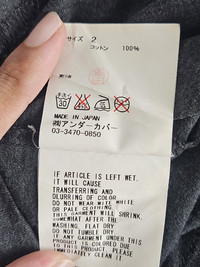 サイズ 2
コットン 100%
MADE IN JAPAN
㈱アンダーカバー
03-3470-0850
IF ARTICLE IS LEFT WET.
IT WILL CAUSE
TRANSFERRING AND
BLURRING OF COLOR
DO NOT WEAR WITH WHITE
OR PALE CLOTHING.
THIS GARMENT WILL SHRINK
SOMEWHAT AFTER THE
WASHING. FLAT DRY
DO NOT TUMBLE DRY.
IF ANY GARMENT UNDER THIS
PRODUCT IS COLORED DUE
TO THIS PRODUCT. PLEASE
IMMEDIATELY CLEAN IT